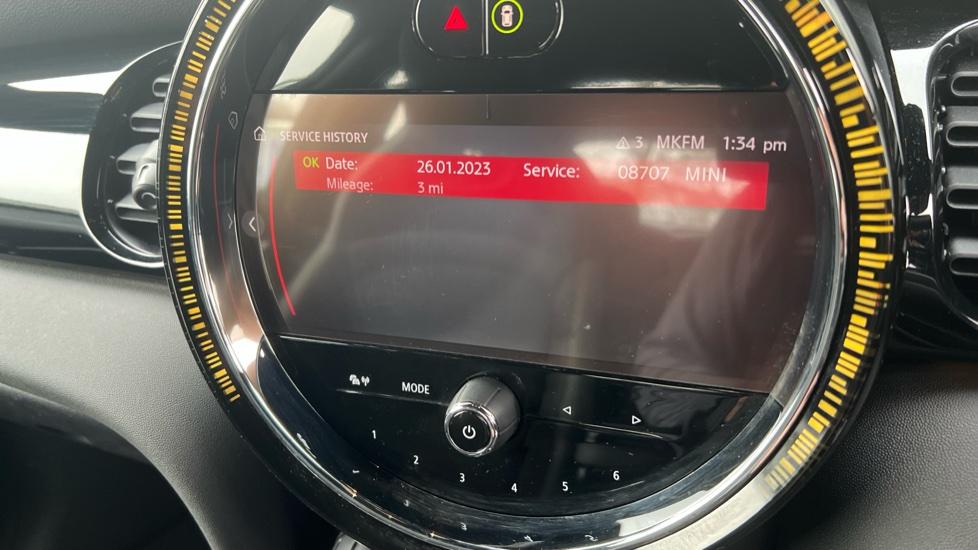 SERVICE HISTORY 3 MKFM 1:34 pm
OK Date: 26.01.2023 Service: 08707 MINI
Mileage: 3 mi
MODE
1 2 3 4 5 6